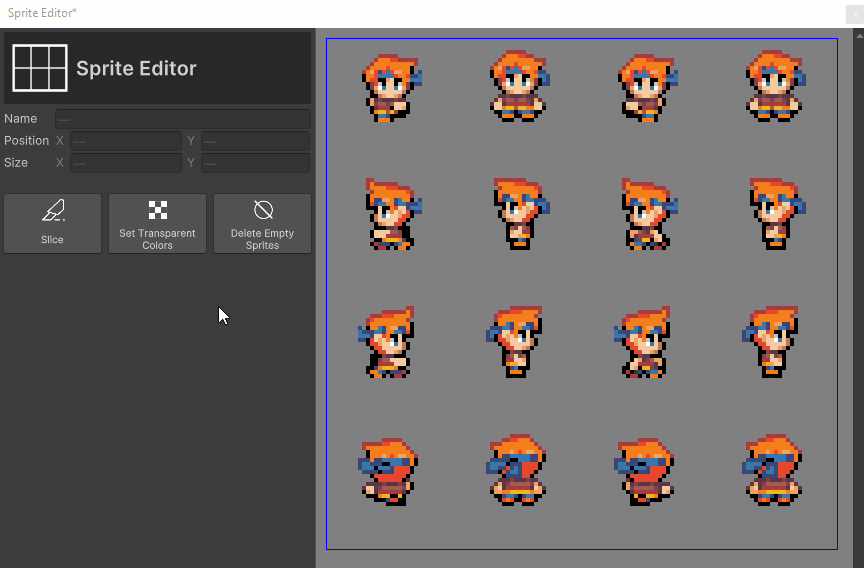 Sprite Editor*
x
Sprite Editor
Name —
Position X — Y —
Size X — Y —
Slice
Set Transparent
Colors
Delete Empty
Sprites